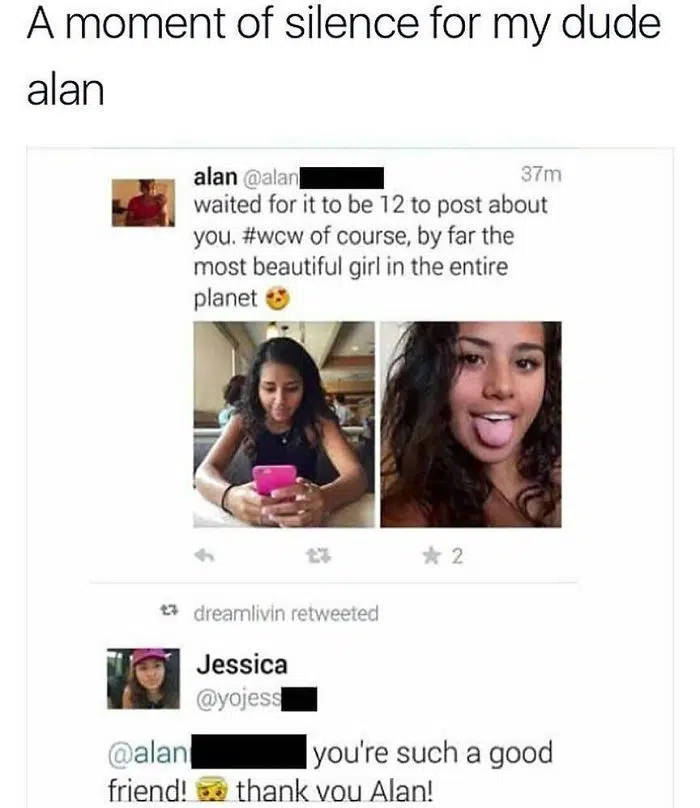 A moment of silence for my dude
alan
alan @alan 37m
waited for it to be 12 to post about
you. #wcw of course, by far the
most beautiful girl in the entire
planet 😍
2
dreamlivin retweeted
Jessica
@yojess
@alan you're such a good
friend! 😇 thank you Alan!